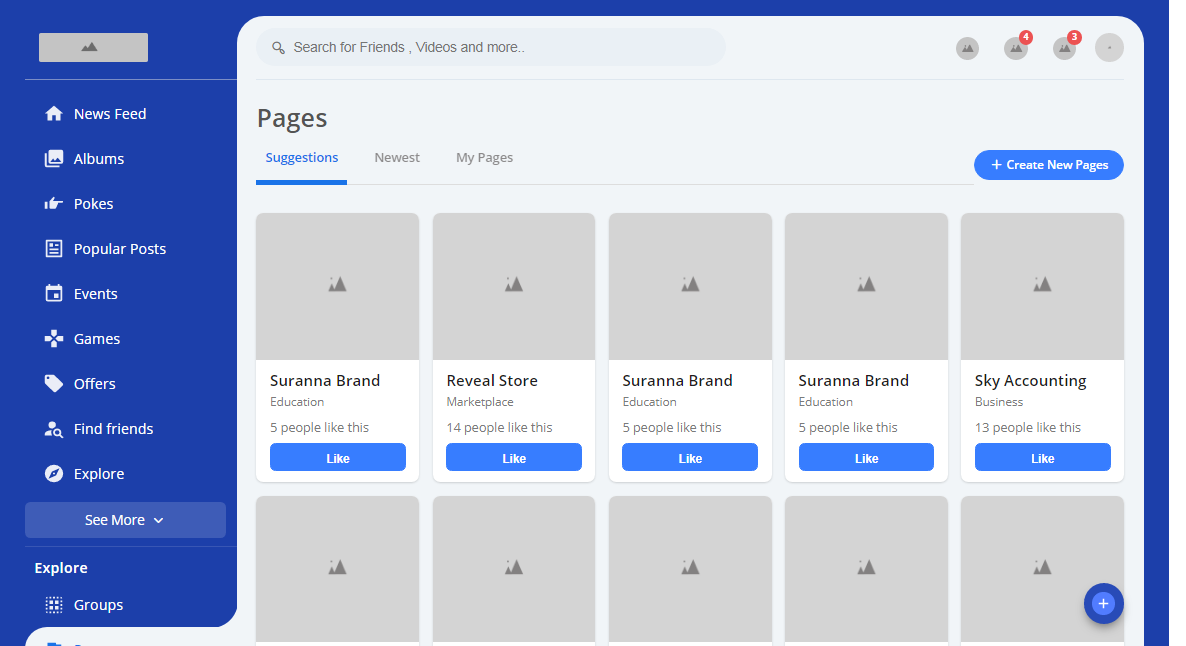 Search for Friends , Videos and more..
4
3
News Feed
Albums
Pokes
Popular Posts
Events
Games
Offers
Find friends
Explore
See More
Explore
Groups
Pages
Suggestions
Newest
My Pages
+ Create New Pages
Suranna Brand
Education
5 people like this
Like
Reveal Store
Marketplace
14 people like this
Like
Suranna Brand
Education
5 people like this
Like
Suranna Brand
Education
5 people like this
Like
Sky Accounting
Business
13 people like this
Like